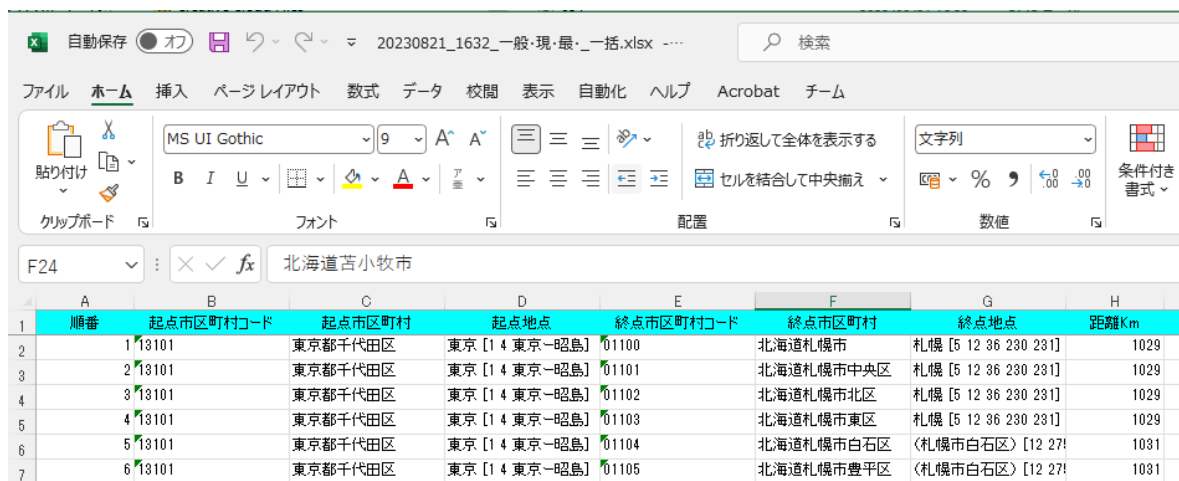 自動保存 オフ 20230821_1632_一般･現･最･_一括.xlsx -… 検索
ファイル ホーム 挿入 ページ レイアウト 数式 データ 校閲 表示 自動化 ヘルプ Acrobat チーム
MS UI Gothic 9 A^ Aˇ ab 折り返して全体を表示する 文字列
貼り付け B I U A ア亜 セルを結合して中央揃え % 9 条件付き書式
クリップボード フォント 配置 数値
F24 fx 北海道苫小牧市
A B C D E F G H
1 順番 起点市区町村コード 起点市区町村 起点地点 終点市区町村コード 終点市区町村 終点地点 距離Km
2 1 13101 東京都千代田区 東京 [1 4 東京～昭島] 01100 北海道札幌市 札幌 [5 12 36 230 231] 1029
3 2 13101 東京都千代田区 東京 [1 4 東京～昭島] 01101 北海道札幌市中央区 札幌 [5 12 36 230 231] 1029
4 3 13101 東京都千代田区 東京 [1 4 東京～昭島] 01102 北海道札幌市北区 札幌 [5 12 36 230 231] 1029
5 4 13101 東京都千代田区 東京 [1 4 東京～昭島] 01103 北海道札幌市東区 札幌 [5 12 36 230 231] 1029
6 5 13101 東京都千代田区 東京 [1 4 東京～昭島] 01104 北海道札幌市白石区 (札幌市白石区) [12 27 1031
7 6 13101 東京都千代田区 東京 [1 4 東京～昭島] 01105 北海道札幌市豊平区 (札幌市白石区) [12 27 1031